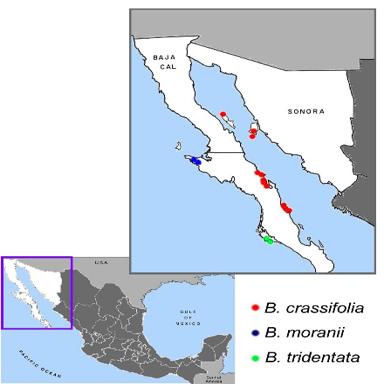 BAJA
CAL
SONORA
USA
GULF
OF
MEXICO
PACIFIC OCEAN
B. crassifolia
B. moranii
B. tridentata